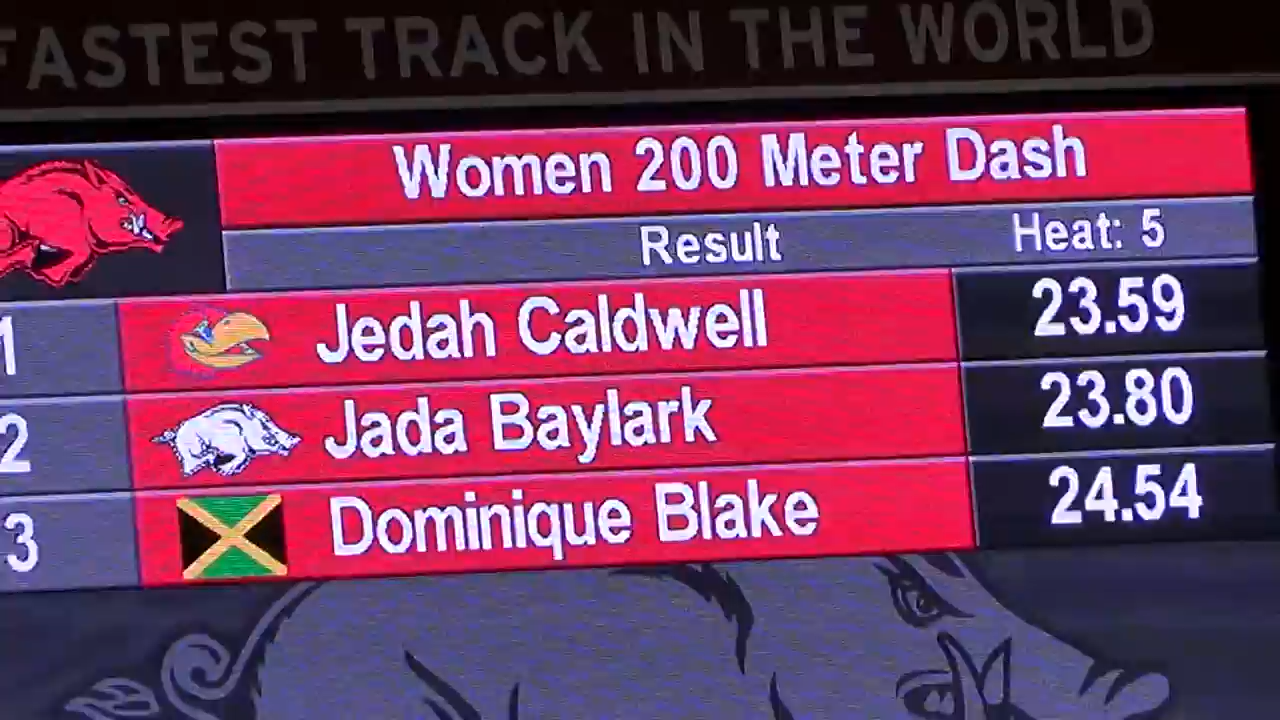 FASTEST TRACK IN THE WORLD
Women 200 Meter Dash
Result Heat: 5
1 Jedah Caldwell 23.59
2 Jada Baylark 23.80
3 Dominique Blake 24.54